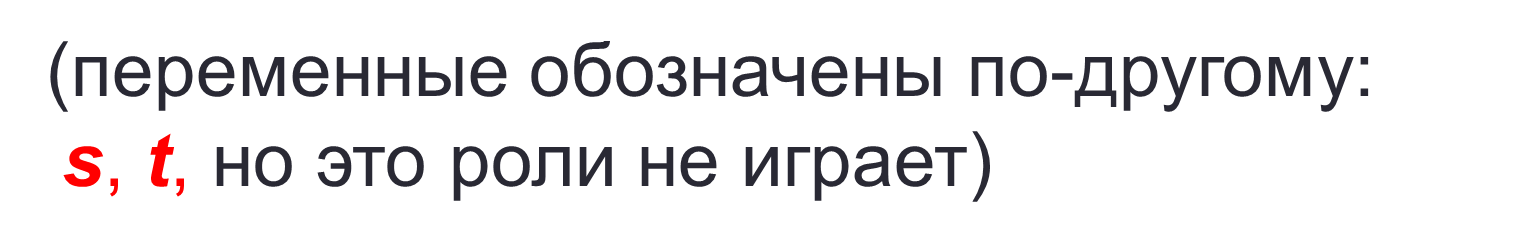 (переменные обозначены по-другому:
s, t, но это роли не играет)